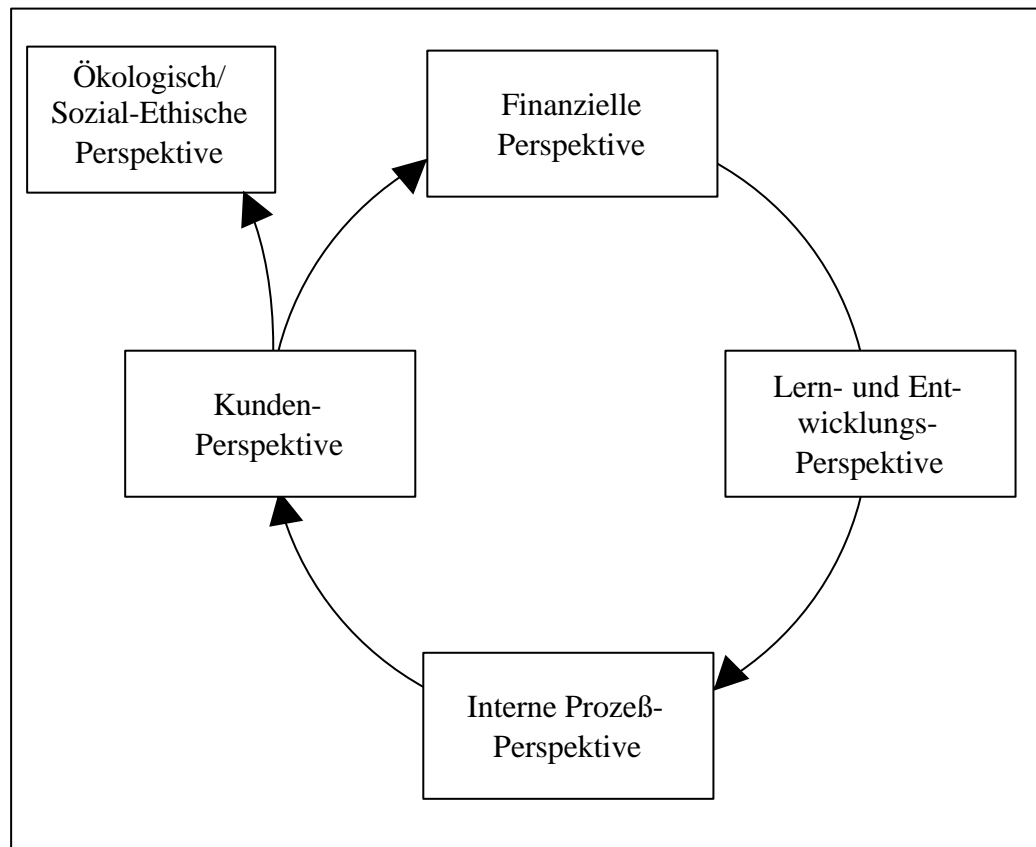 Ökologisch/
Sozial-Ethische
Perspektive
Finanzielle
Perspektive
Kunden-
Perspektive
Lern- und Ent-
wicklungs-
Perspektive
Interne Prozeß-
Perspektive